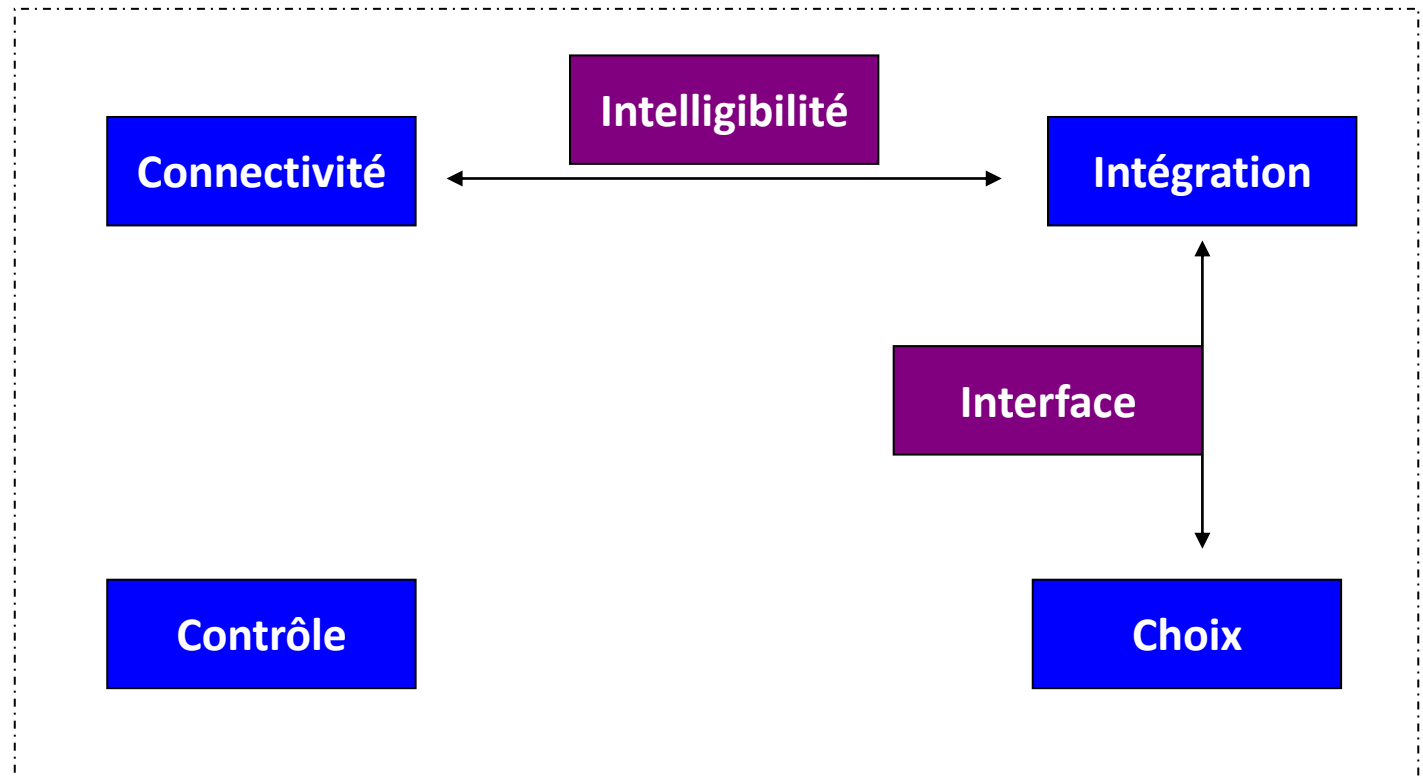 Intelligibilité
Connectivité
Intégration
Interface
Contrôle
Choix